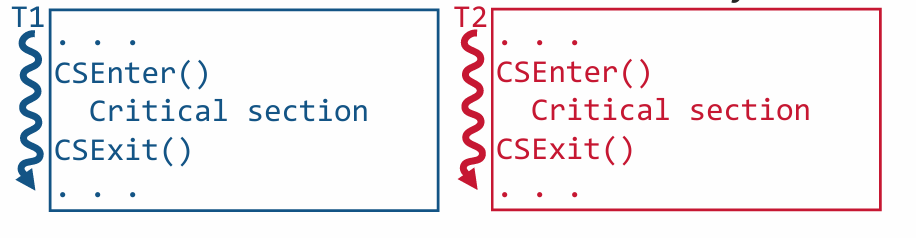 T1
. . .
CSEnter()
Critical section
CSExit()
. . .
T2
. . .
CSEnter()
Critical section
CSExit()
. . .